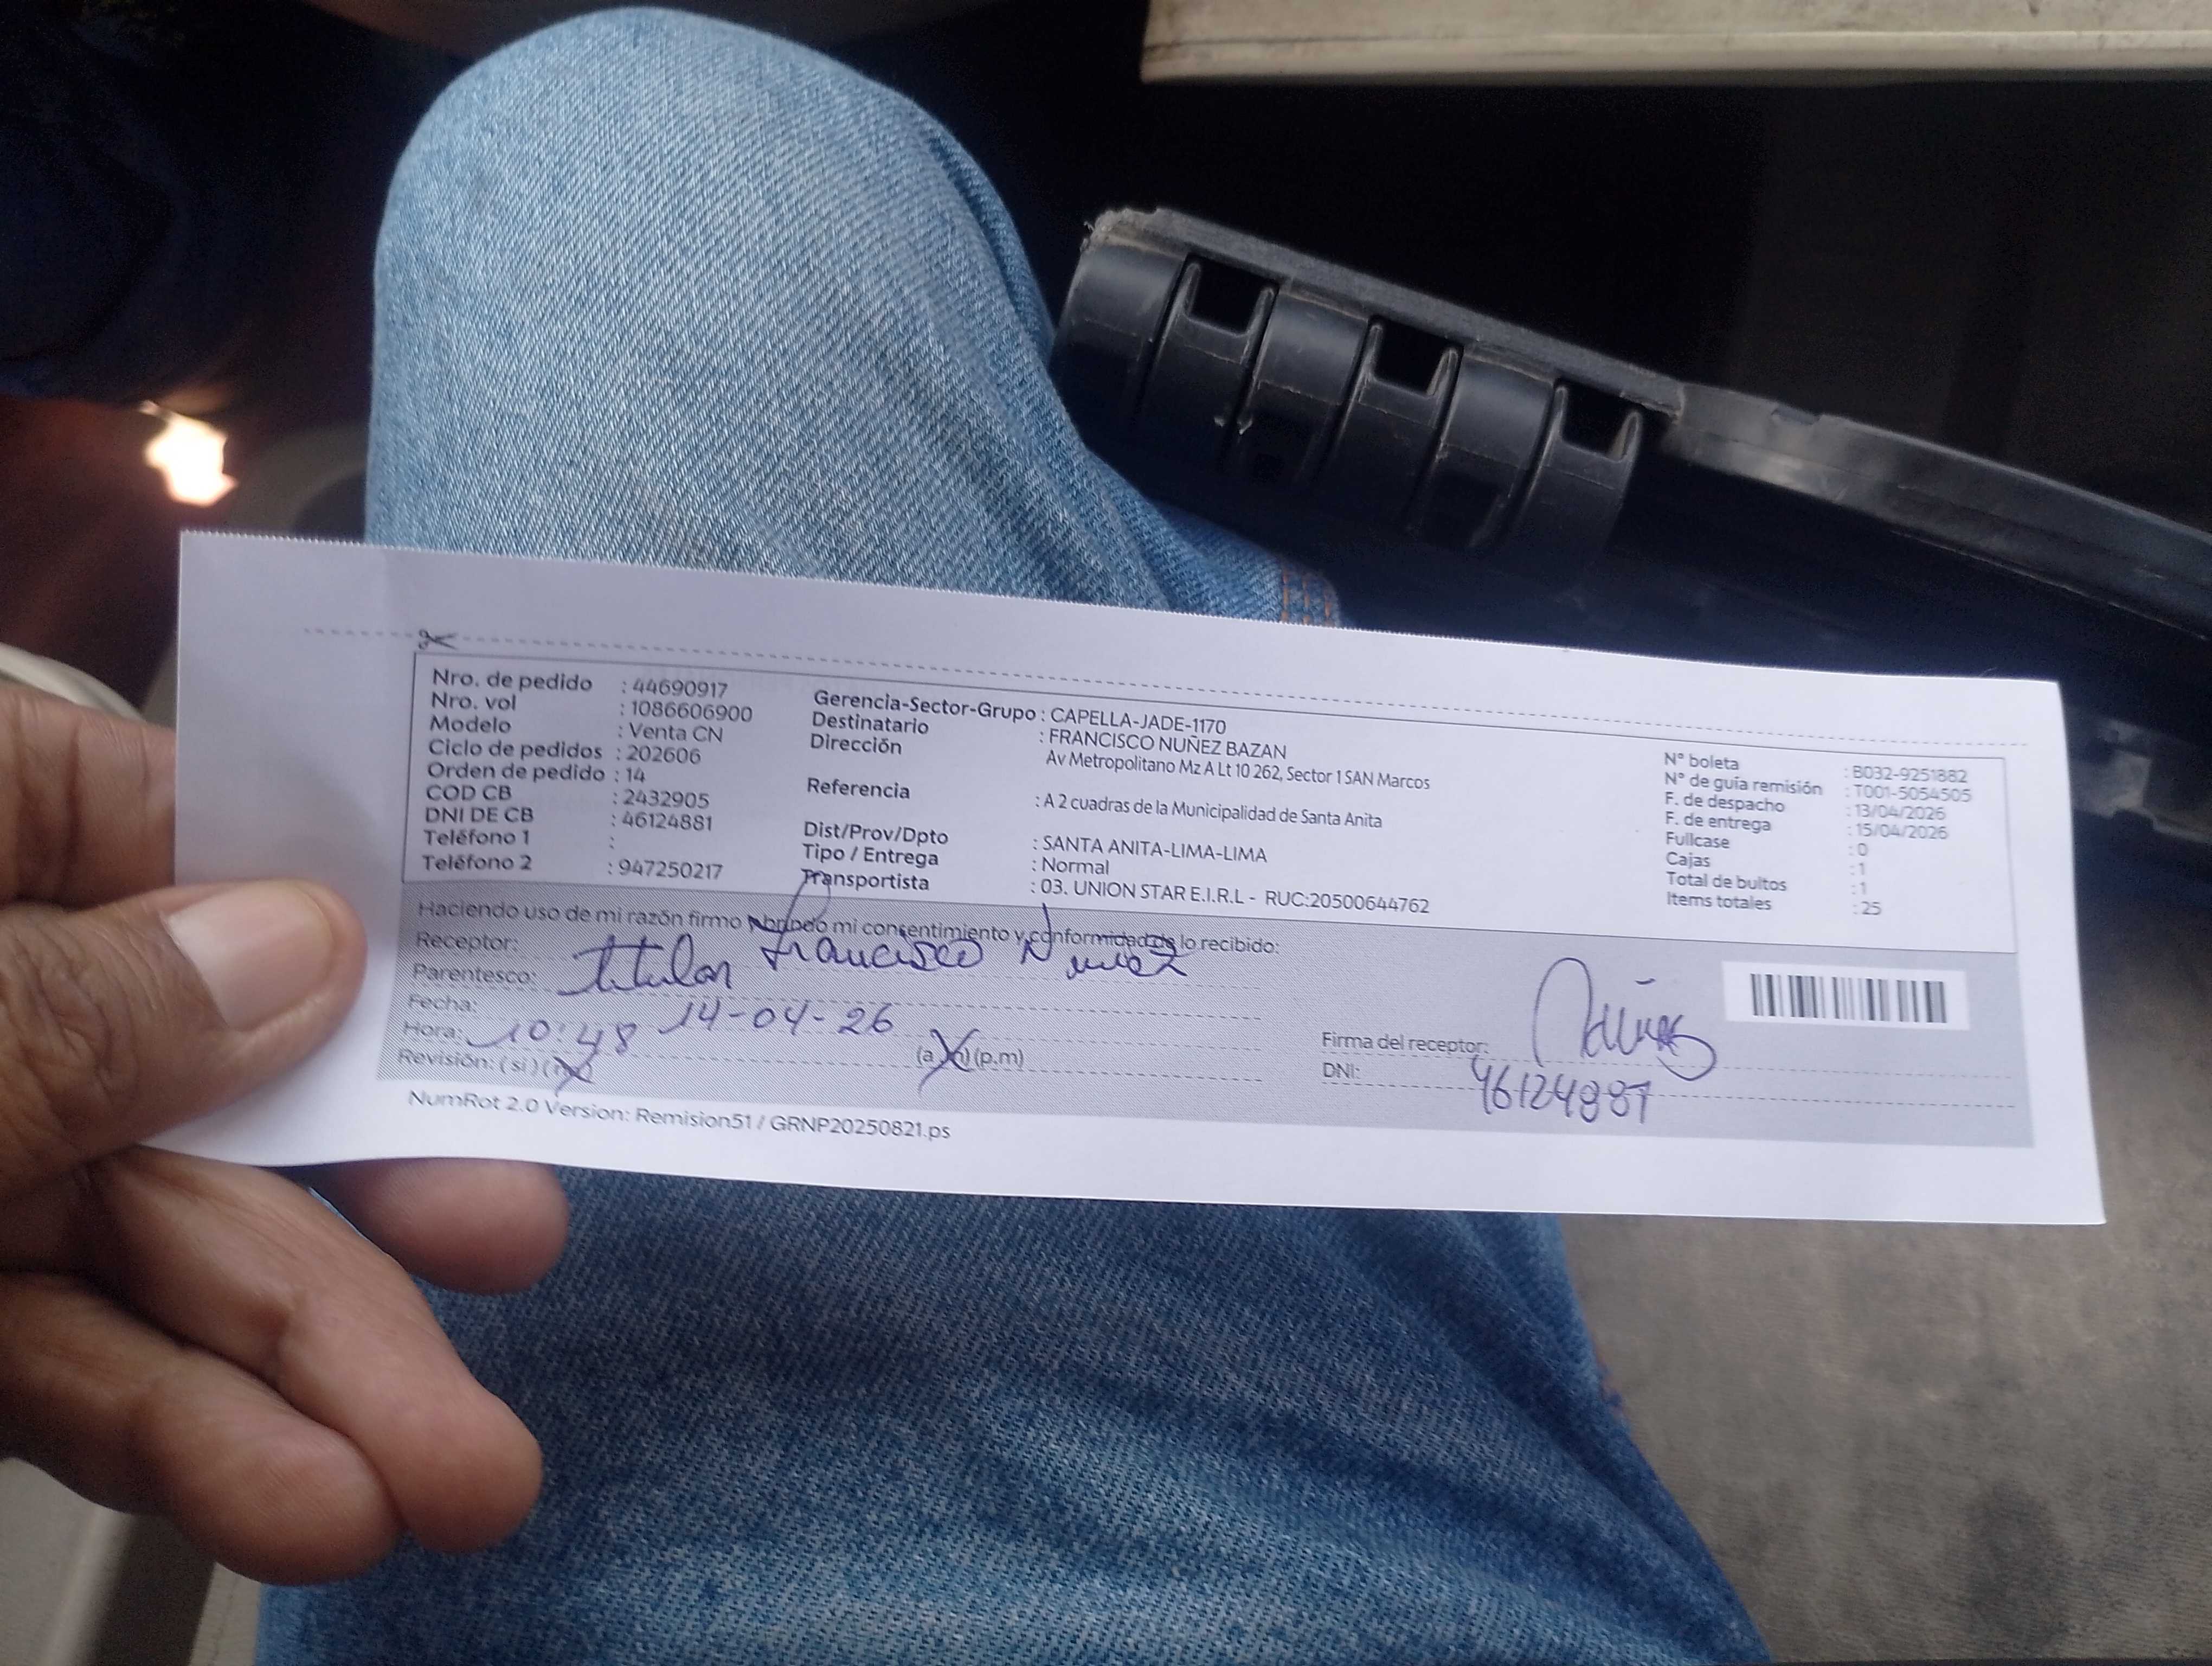 Nro. de pedido : 44690917
Nro. vol : 1086606900
Modelo : Venta CN
Ciclo de pedidos : 202606
Orden de pedido : 14
COD CB : 2432905
DNI DE CB : 46124881
Teléfono 1 :
Teléfono 2 : 947250217
Gerencia-Sector-Grupo : CAPELLA-JADE-1170
Destinatario : FRANCISCO NUÑEZ BAZAN
Dirección Av Metropolitano Mz A Lt 10 262, Sector 1 SAN Marcos
Referencia : A 2 cuadras de la Municipalidad de Santa Anita
Dist/Prov/Dpto : SANTA ANITA-LIMA-LIMA
Tipo / Entrega : Normal
Transportista : 03. UNION STAR E.I.R.L - RUC:20500644762
N° boleta : B032-9251882
N° de guía remisión : T001-5054505
F. de despacho : 13/04/2026
F. de entrega : 15/04/2026
Fullcase : 0
Cajas : 1
Total de bultos : 1
Items totales : 25
Haciendo uso de mi razón firmo y brindo mi consentimiento y conformidad de lo recibido:
Receptor: Francisco Nuñez
Parentesco: titular
Fecha: 14-04-26
Hora: 10:48 (a.m) (p.m)
Revisión: (si) (no)
Firma del receptor: Nuñez
DNI: 46124881
NumRot 2.0 Version: Remision51 / GRNP20250821.ps